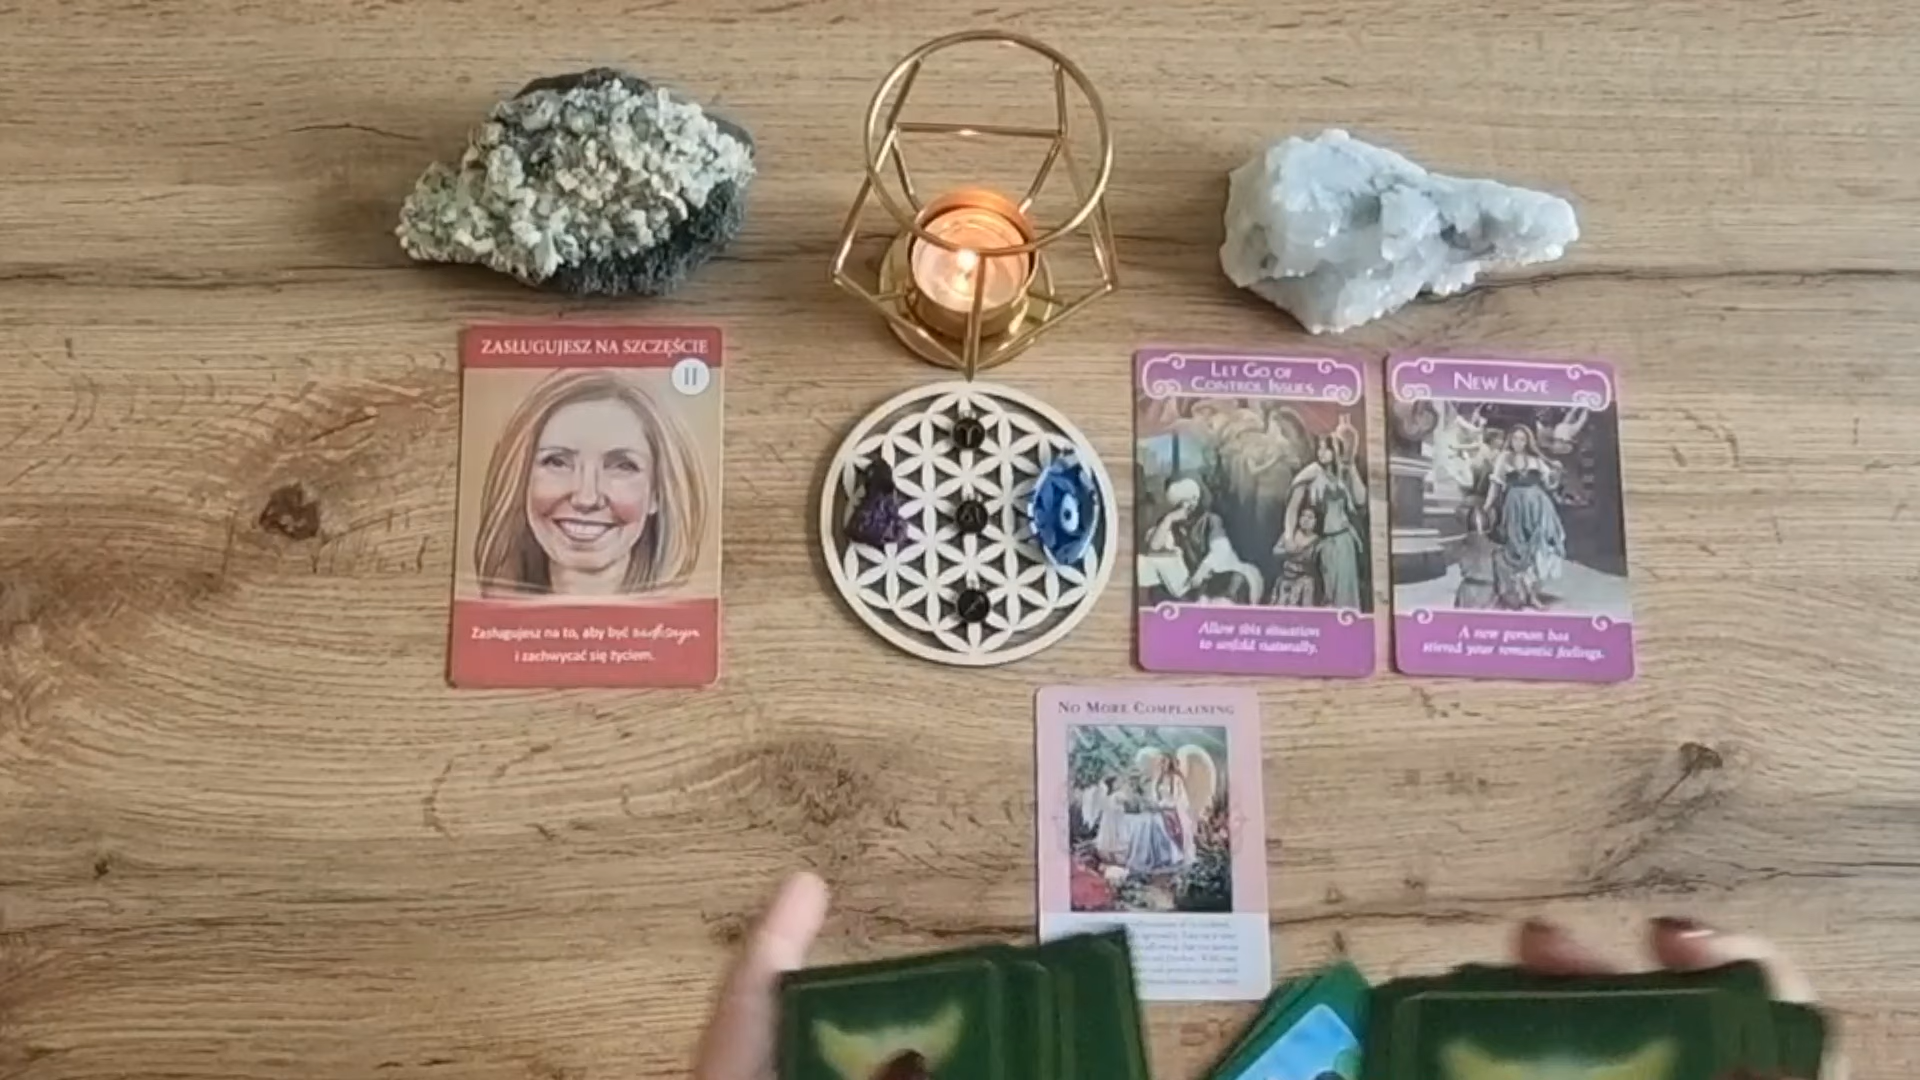 ZASŁUGUJESZ NA SZCZĘŚCIE
II
Zasługujesz na to, aby być
i zachwycać się życiem.
LET GO OF
CONTROL ISSUES
Allow this situation
to unfold naturally.
NEW LOVE
A new person has
stirred your romantic feelings.
NO MORE COMPLAINING